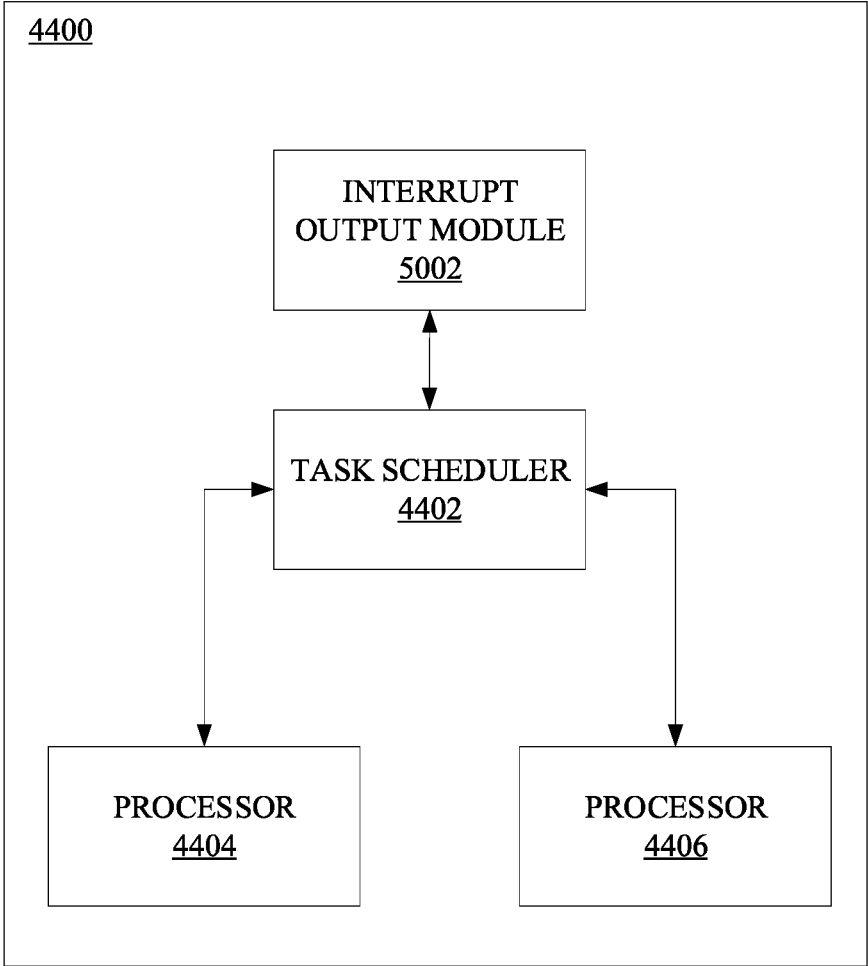 4400
INTERRUPT
OUTPUT MODULE
5002
TASK SCHEDULER
4402
PROCESSOR
4404
PROCESSOR
4406